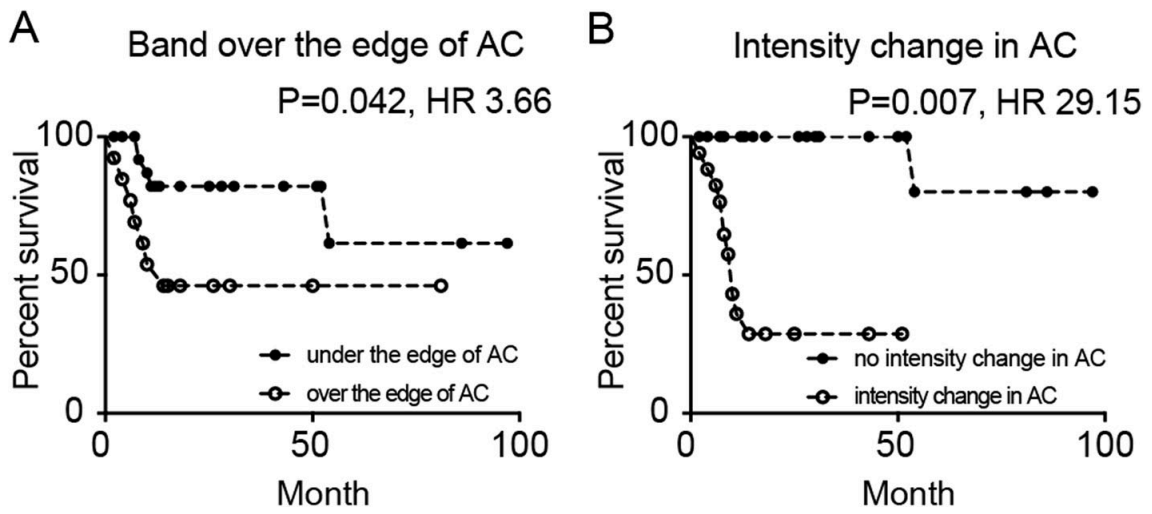 A
Band over the edge of AC
P=0.042, HR 3.66
Percent survival
100
50
0
under the edge of AC
over the edge of AC
0
50
100
Month
B
Intensity change in AC
P=0.007, HR 29.15
Percent survival
100
50
0
no intensity change in AC
intensity change in AC
0
50
100
Month